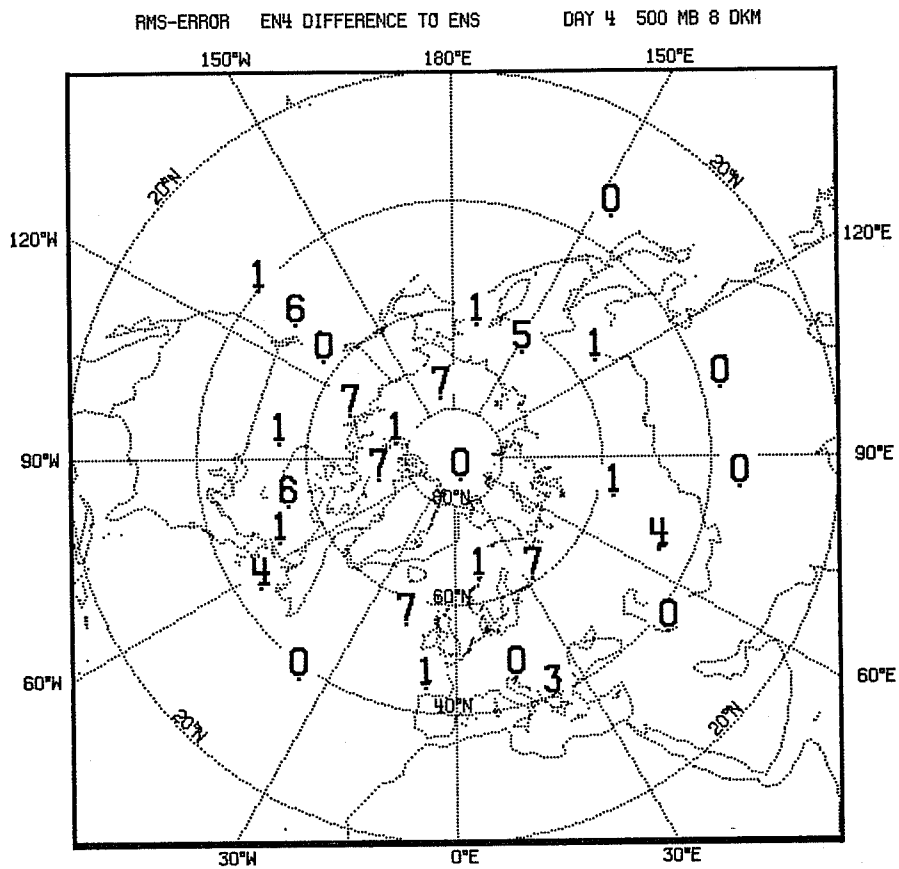 RMS-ERROR EN4 DIFFERENCE TO ENS DAY 4 500 MB 8 DKM
150°W 180°E 150°E
20°N 20°N
0
120°W 120°E
1
6 1
0 5 1
0
7 7
1 1
90°W 7 0 90°E
0
6 80°N 1
1 4
4 1 7
7 60°N 0
0 1 0 3
60°W 60°E
40°N
20°N 20°N
30°W 0°E 30°E